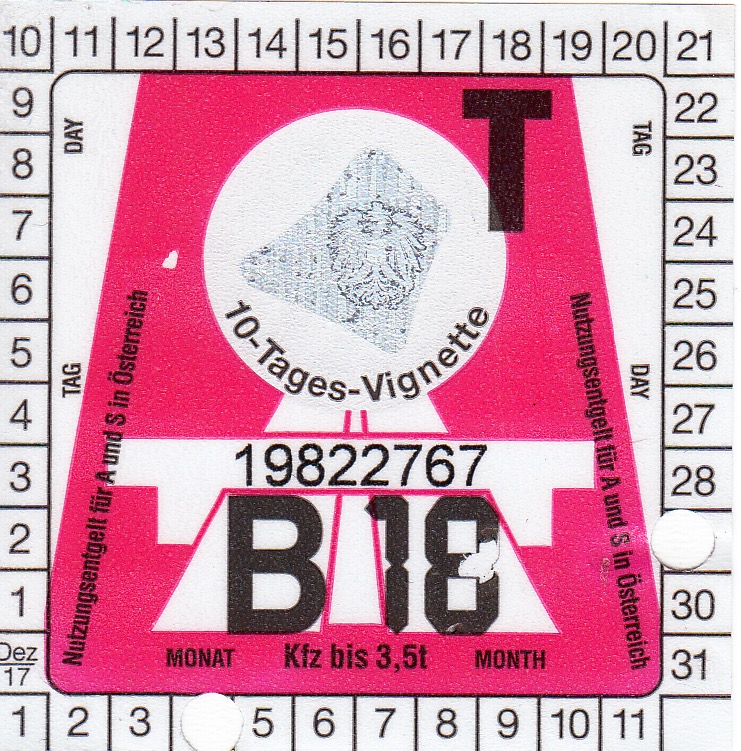 10 11 12 13 14 15 16 17 18 19 20 21
9 22
8 23
7 24
6 25
5 26
4 27
3 28
2
1 30
Dez
17
31
1 2 3 5 6 7 8 9 10 11
DAY
TAG
T
10-Tages-Vignette
TAG
DAY
Nutzungsentgelt für A und S in Österreich
Nutzungsentgelt für A und S in Österreich
19822767
B 18
MONAT Kfz bis 3,5t MONTH